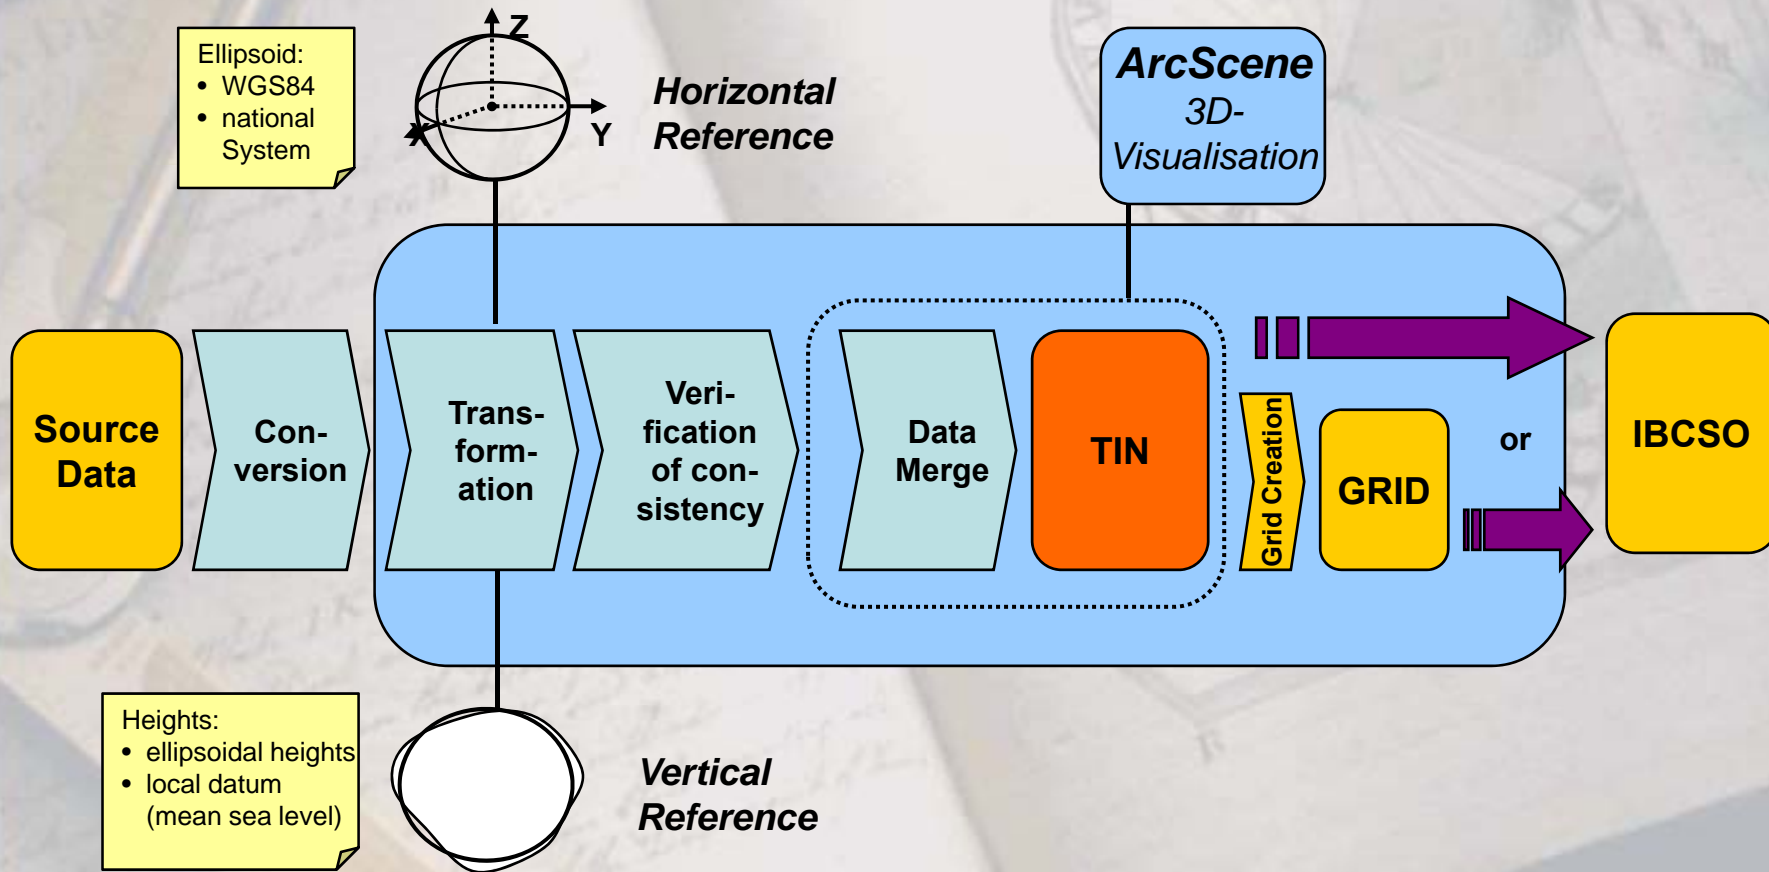 Ellipsoid:
• WGS84
• national
System
Z
X
Y
Horizontal
Reference
ArcScene
3D-
Visualisation
Source
Data
Con-
version
Trans-
form-
ation
Veri-
fication
of con-
sistency
Data
Merge
TIN
Grid Creation
GRID
or
IBCSO
Heights:
• ellipsoidal heights
• local datum
(mean sea level)
Vertical
Reference